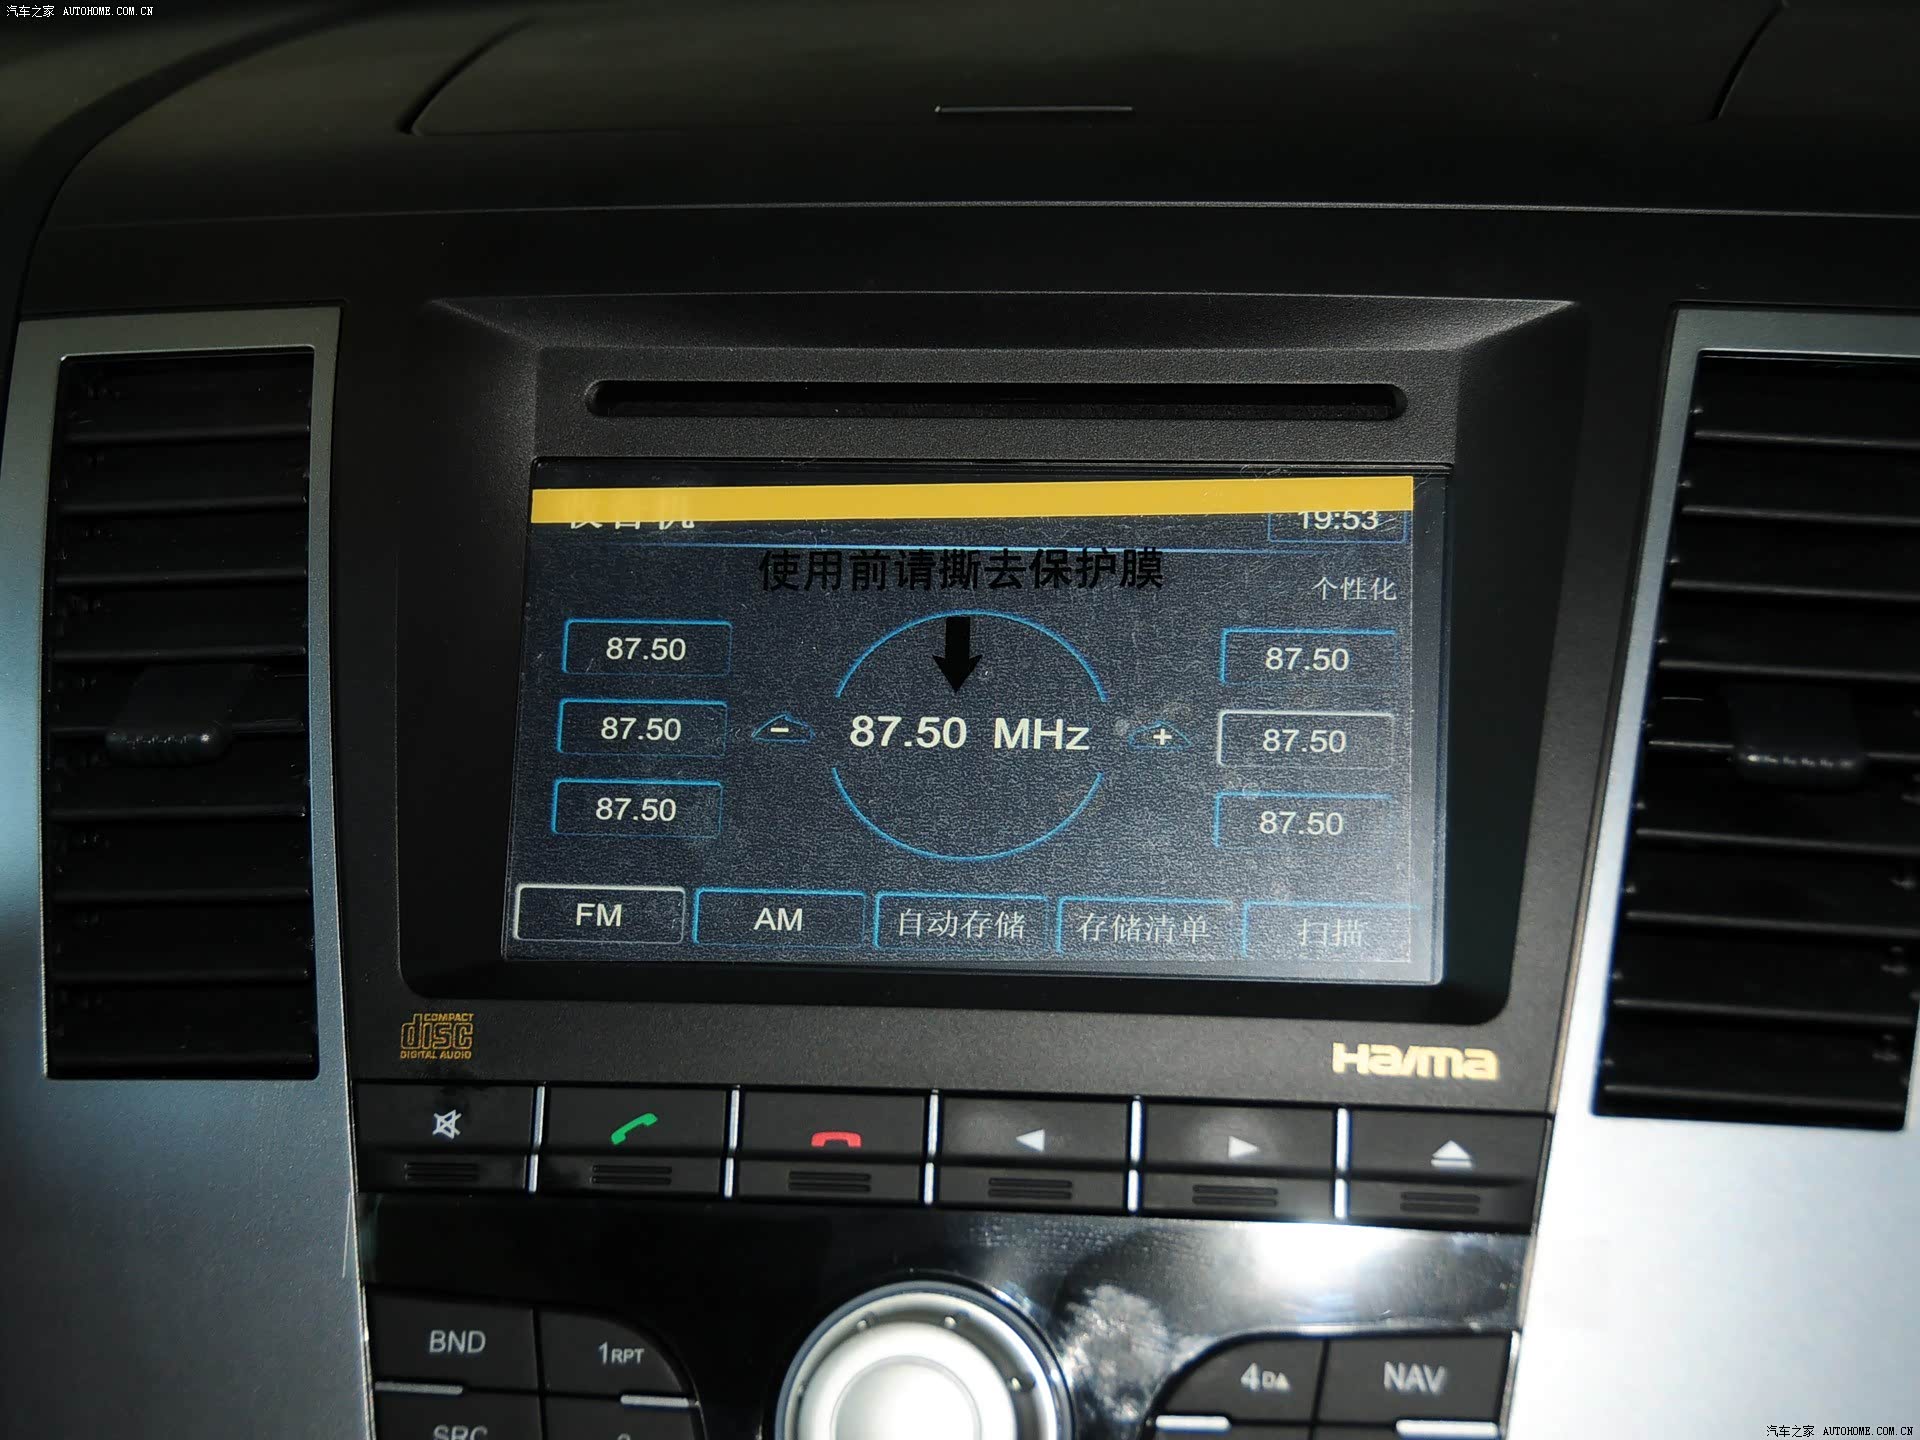 汽车之家 AUTOHOME.COM.CN
19:53
使用前请撕去保护膜
个性化
87.50
87.50
87.50
87.50
87.50 MHz
87.50
87.50
-
+
FM
AM
自动存储
存储清单
扫描
COMPACT
disc
DIGITAL AUDIO
Haima
BND
1RPT
4DA
NAV
SRC
汽车之家 AUTOHOME.COM.CN